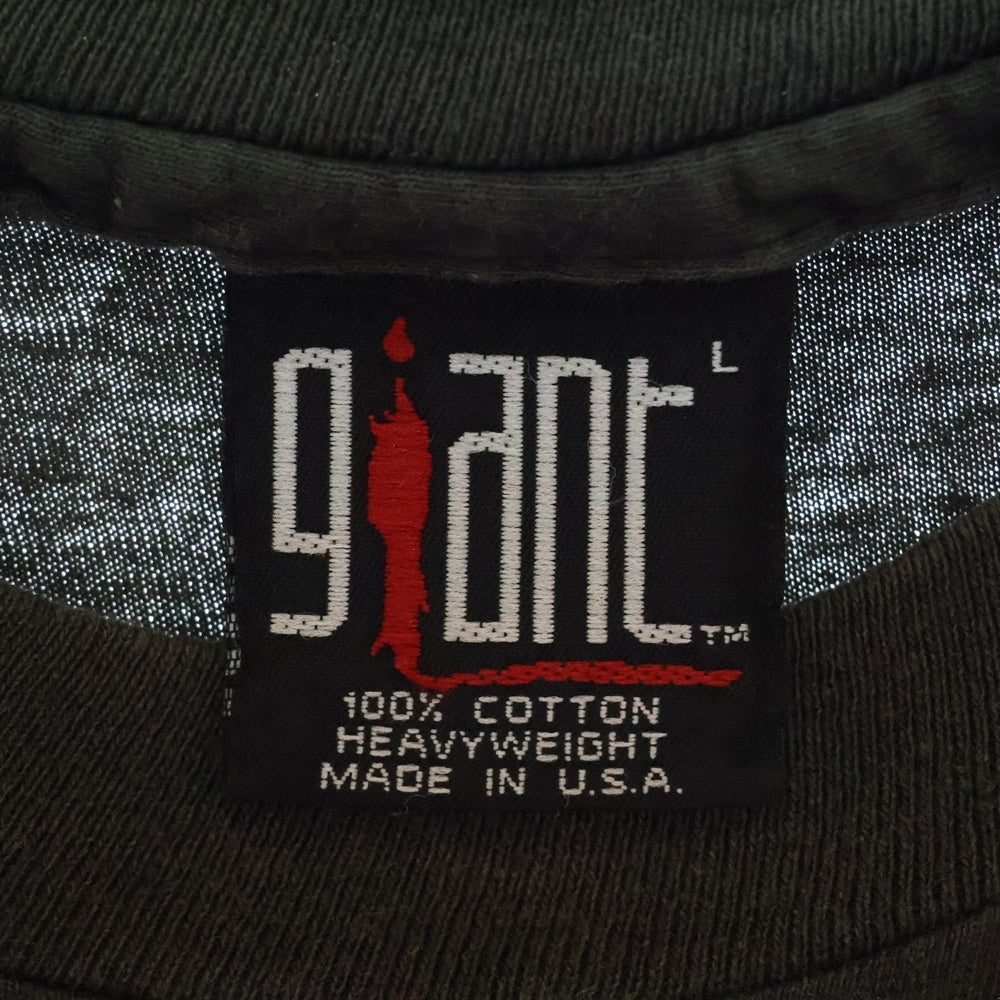 giant L
TM
100% COTTON
HEAVYWEIGHT
MADE IN U.S.A.